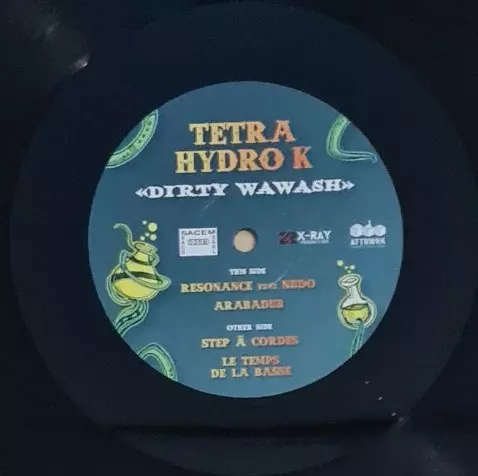 TETRA
HYDRO K
«DIRTY WAWASH»
SACEM
X-RAY
PRODUCTION
THIS SIDE
RESONANCE FEAT. NEDO
ARABADUB
OTHER SIDE
STEP À CORDES
LE TEMPS
DE LA BASSE